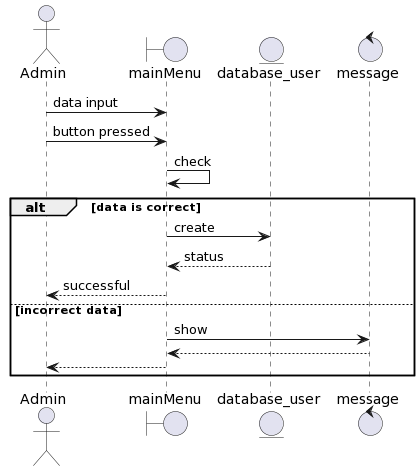 Admin mainMenu database_user message
data input
button pressed
check
alt [data is correct]
create
status
successful
[incorrect data]
show
Admin mainMenu database_user message